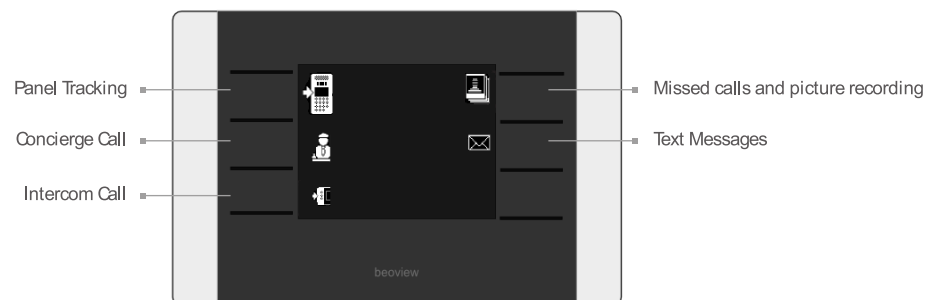 Panel Tracking
Missed calls and picture recording
Concierge Call
Text Messages
Intercom Call
beoview